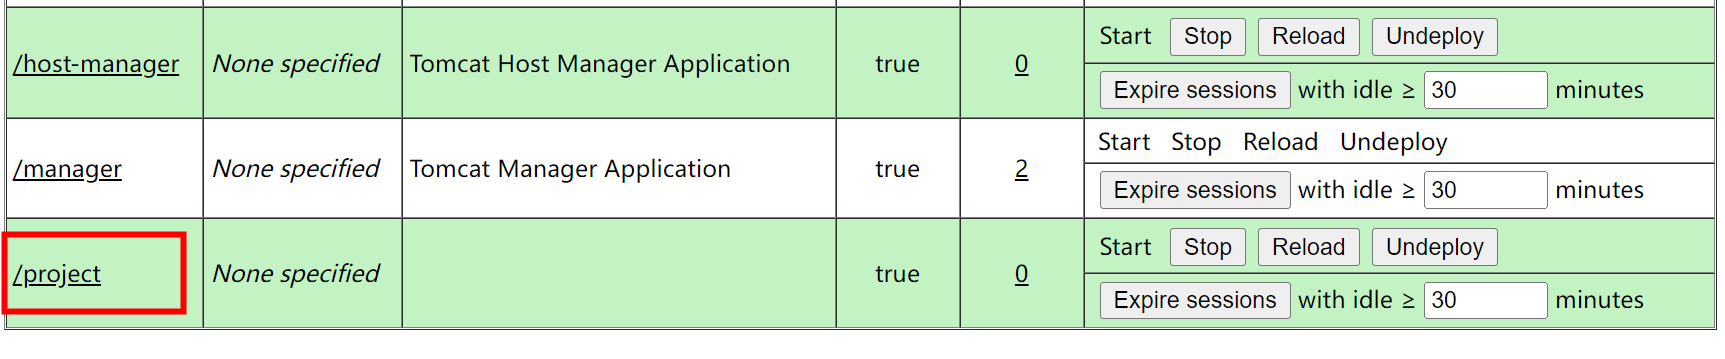 /host-manager None specified Tomcat Host Manager Application true 0 Start Stop Reload Undeploy
Expire sessions with idle ≥ 30 minutes
/manager None specified Tomcat Manager Application true 2 Start Stop Reload Undeploy
Expire sessions with idle ≥ 30 minutes
/project None specified true 0 Start Stop Reload Undeploy
Expire sessions with idle ≥ 30 minutes